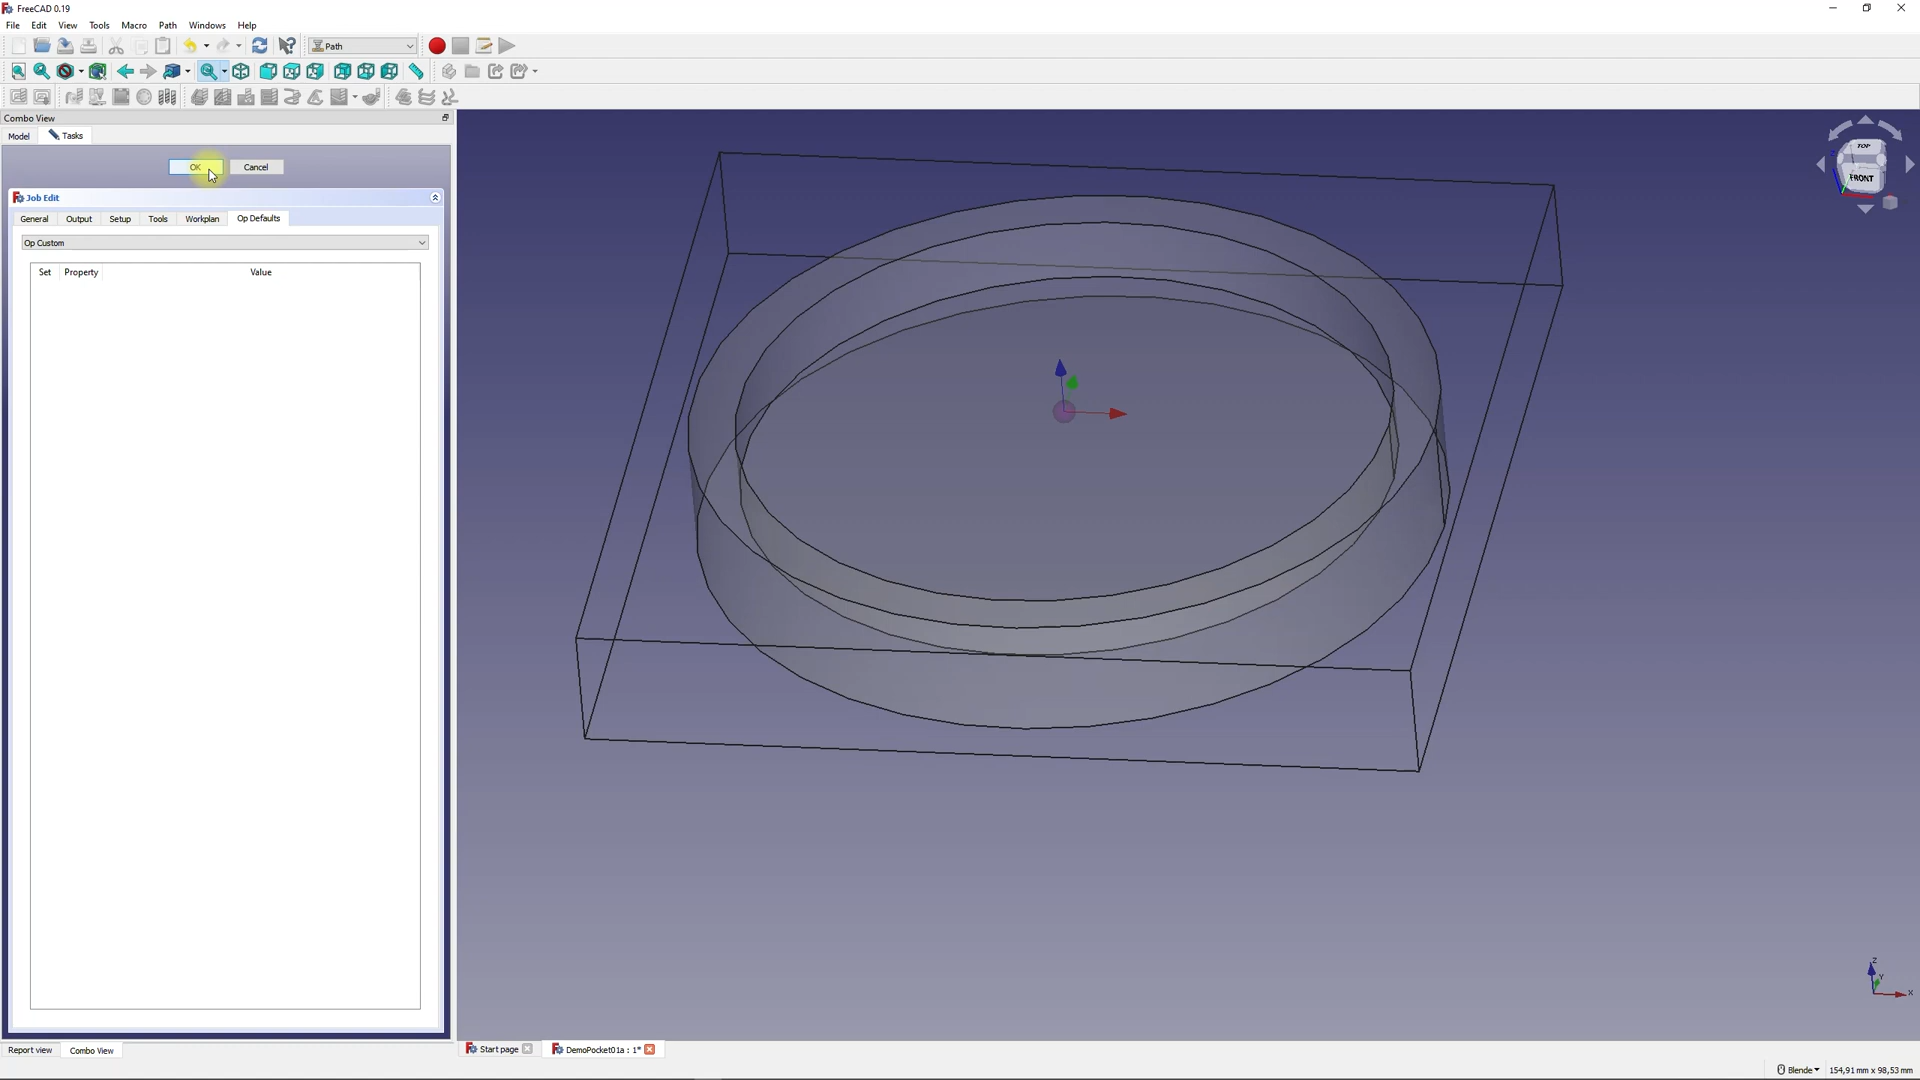 FreeCAD 0.19
File Edit View Tools Macro Path Windows Help
Path
Combo View
Model Tasks
OK Cancel
Job Edit
General Output Setup Tools Workplan Op Defaults
Op Custom
Set Property Value
TOP
FRONT
Z
Y
X
Start page DemoPocket01a : 1*
Report view Combo View
Blende 154,91 mm x 98,53 mm